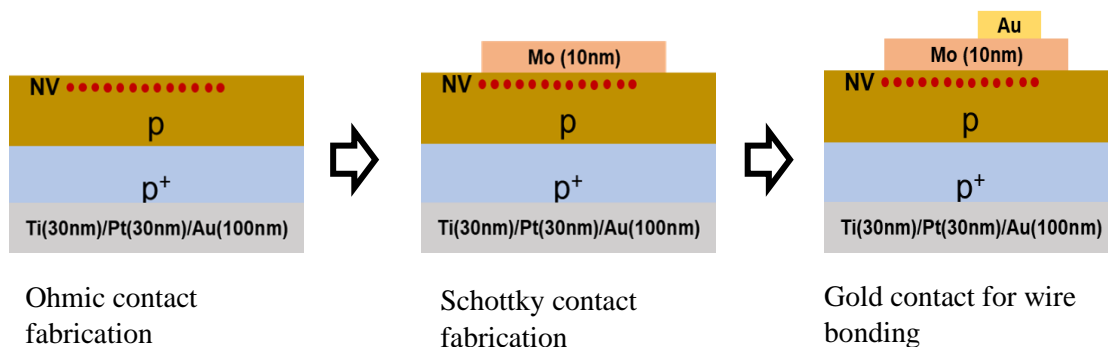 NV
p
p+
Ti(30nm)/Pt(30nm)/Au(100nm)
Ohmic contact
fabrication
Mo (10nm)
NV
p
p+
Ti(30nm)/Pt(30nm)/Au(100nm)
Schottky contact
fabrication
Au
Mo (10nm)
NV
p
p+
Ti(30nm)/Pt(30nm)/Au(100nm)
Gold contact for wire
bonding